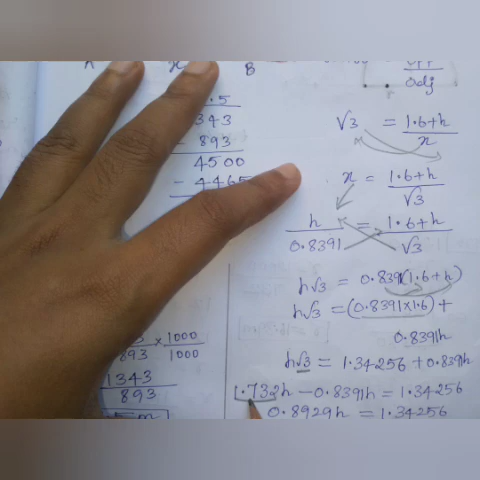 B
Odj
.5
343
- 893
4500
- 4465
√3 = 1.6+h
x
x = 1.6+h
√3
h = 1.6+h
0.8391 √3
h√3 = 0.8391(1.6+h)
h√3 = (0.8391×1.6) +
0.8391h
h√3 = 1.34256 + 0.8391h
1.732h - 0.8391h = 1.34256
0.8929h = 1.34256
× 1000
893 1000
1343
893